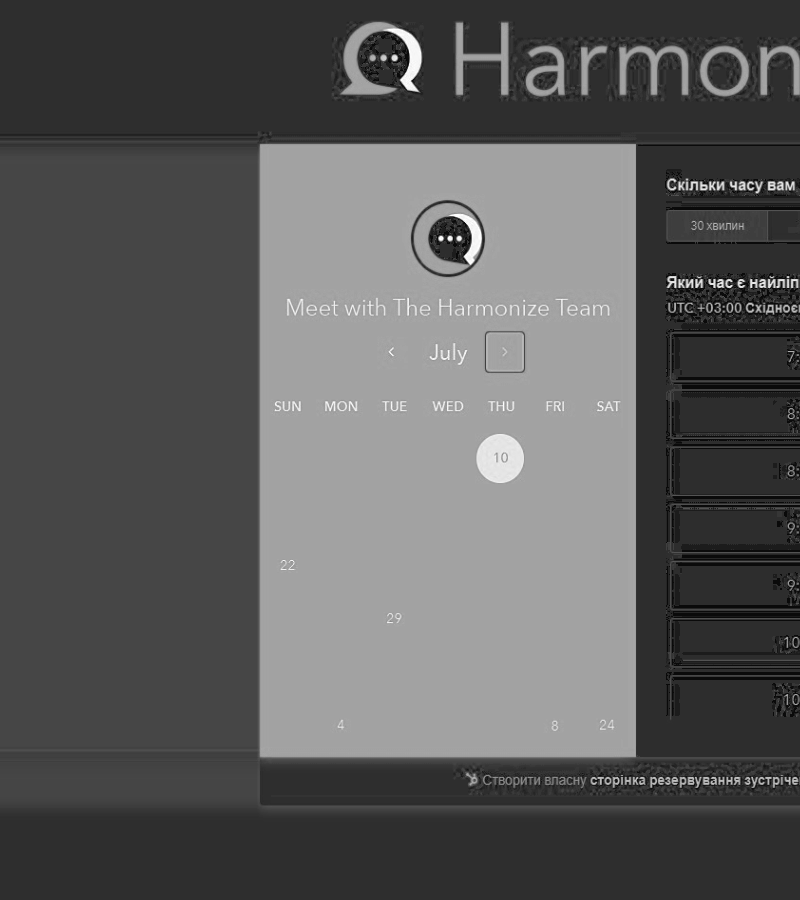 Harmon
Meet with The Harmonize Team
July
SUN MON TUE WED THU FRI SAT
10
22
29
4 8 24
Скільки часу вам
30 хвилин
Який час є найліп
UTC +03:00 Східноє
7:
8:
8:
9:
9:
10
10
Створити власну сторінка резервування зустріче